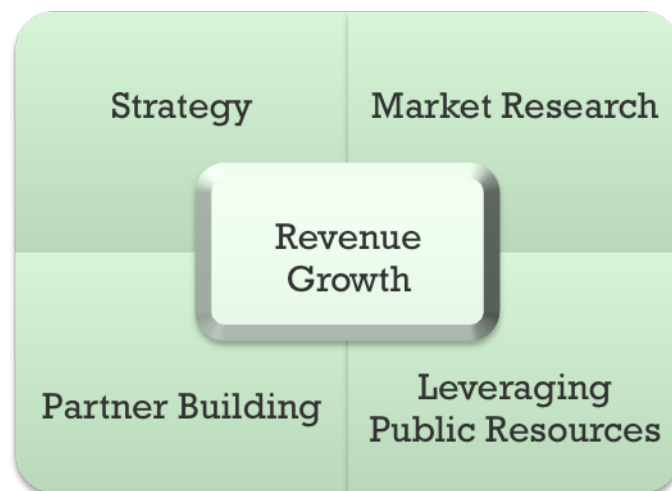 Strategy
Market Research
Revenue
Growth
Partner Building
Leveraging
Public Resources